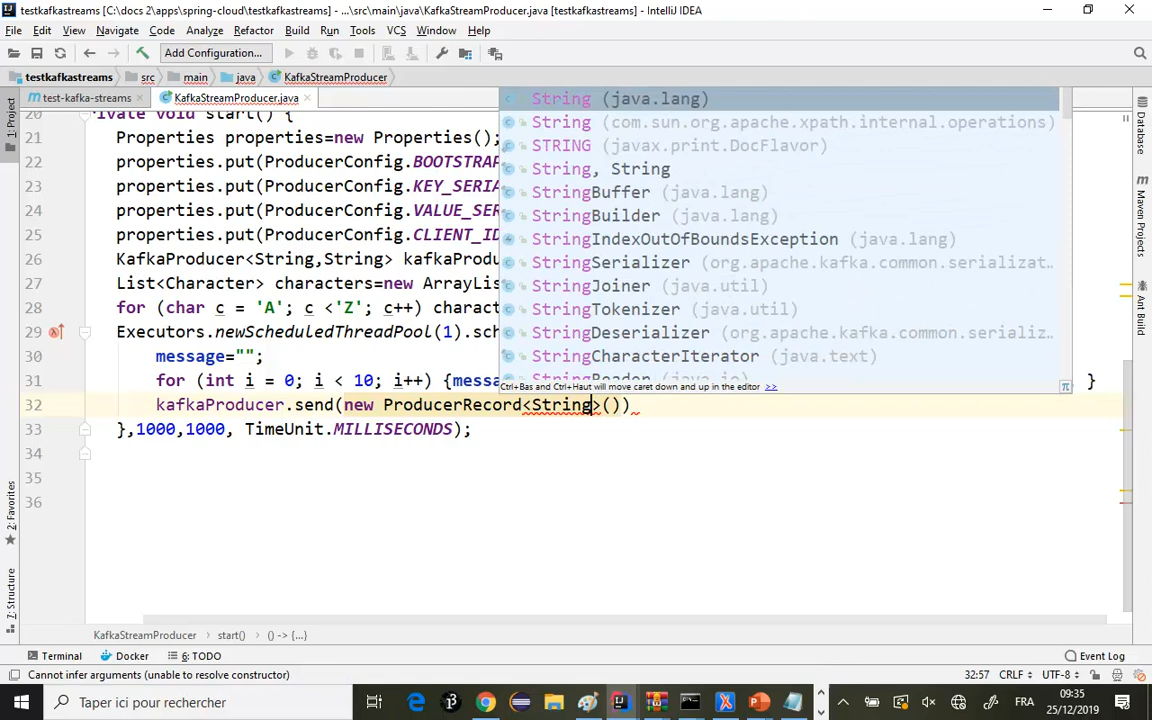 testkafkastreams [C:\docs 2\apps\spring-cloud\testkafkastreams] - ...\src\main\java\KafkaStreamProducer.java [testkafkastreams] - IntelliJ IDEA
File Edit View Navigate Code Analyze Refactor Build Run Tools VCS Window Help
Add Configuration...
testkafkastreams src main java KafkaStreamProducer
test-kafka-streams KafkaStreamProducer.java
1: Project
2: Favorites
Z: Structure
Database
Maven Projects
Ant Build
20 ivate void start() {
21 Properties properties=new Properties();
22 properties.put(ProducerConfig.BOOTSTRAP
23 properties.put(ProducerConfig.KEY_SERIA
24 properties.put(ProducerConfig.VALUE_SER
25 properties.put(ProducerConfig.CLIENT_ID
26 KafkaProducer<String,String> kafkaProdu
27 List<Character> characters=new ArrayLis
28 for (char c = 'A'; c <'Z'; c++) charact
29 Executors.newScheduledThreadPool(1).sch
30 message="";
31 for (int i = 0; i < 10; i++) {messa }
32 kafkaProducer.send(new ProducerRecord<String>())
33 },1000,1000, TimeUnit.MILLISECONDS);
34
35
36
String (java.lang)
String (com.sun.org.apache.xpath.internal.operations)
STRING (javax.print.DocFlavor)
String, String
StringBuffer (java.lang)
StringBuilder (java.lang)
StringIndexOutOfBoundsException (java.lang)
StringSerializer (org.apache.kafka.common.serializat...
StringJoiner (java.util)
StringTokenizer (java.util)
StringDeserializer (org.apache.kafka.common.serializ...
StringCharacterIterator (java.text)
StringReader (java.io)
Ctrl+Bas and Ctrl+Haut will move caret down and up in the editor >>
π
KafkaStreamProducer start() () -> {...}
Terminal Docker 6: TODO Event Log
Cannot infer arguments (unable to resolve constructor) 32:57 CRLF UTF-8
Taper ici pour rechercher
FRA
09:35
25/12/2019